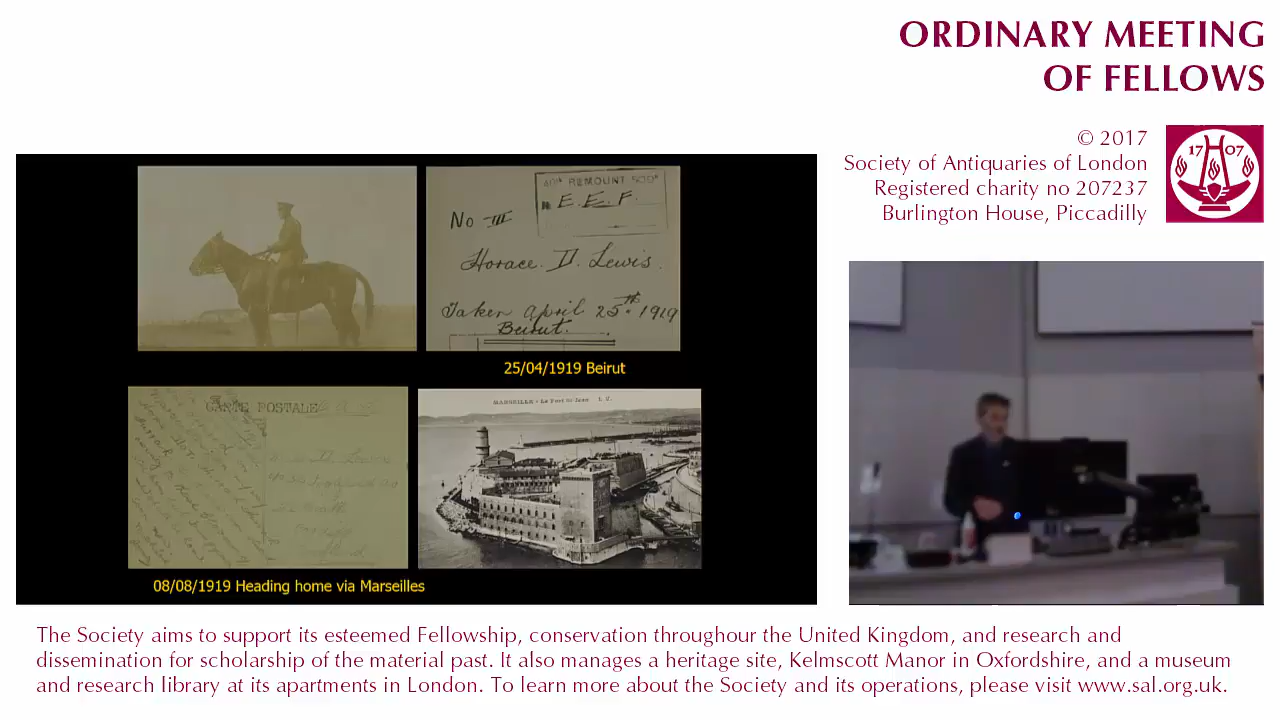 ORDINARY MEETING
OF FELLOWS
© 2017
Society of Antiquaries of London
Registered charity no 207237
Burlington House, Piccadilly
17 07
REMOUNT
E.E.F.
No III
Horace. D. Lewis.
Taken April 25th. 1919
Beirut.
25/04/1919 Beirut
CARTE POSTALE
MARSEILLE
08/08/1919 Heading home via Marseilles
The Society aims to support its esteemed Fellowship, conservation throughour the United Kingdom, and research and
dissemination for scholarship of the material past. It also manages a heritage site, Kelmscott Manor in Oxfordshire, and a museum
and research library at its apartments in London. To learn more about the Society and its operations, please visit www.sal.org.uk.